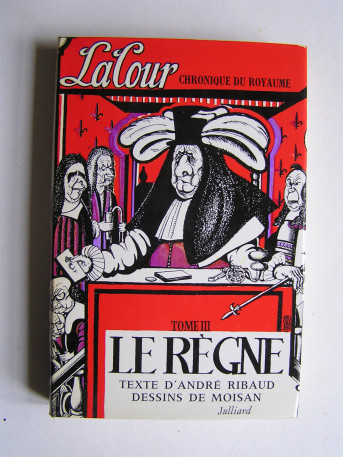 La Cour CHRONIQUE DU ROYAUME
TOME III
LE RÈGNE
TEXTE D'ANDRÉ RIBAUD
DESSINS DE MOISAN
Julliard